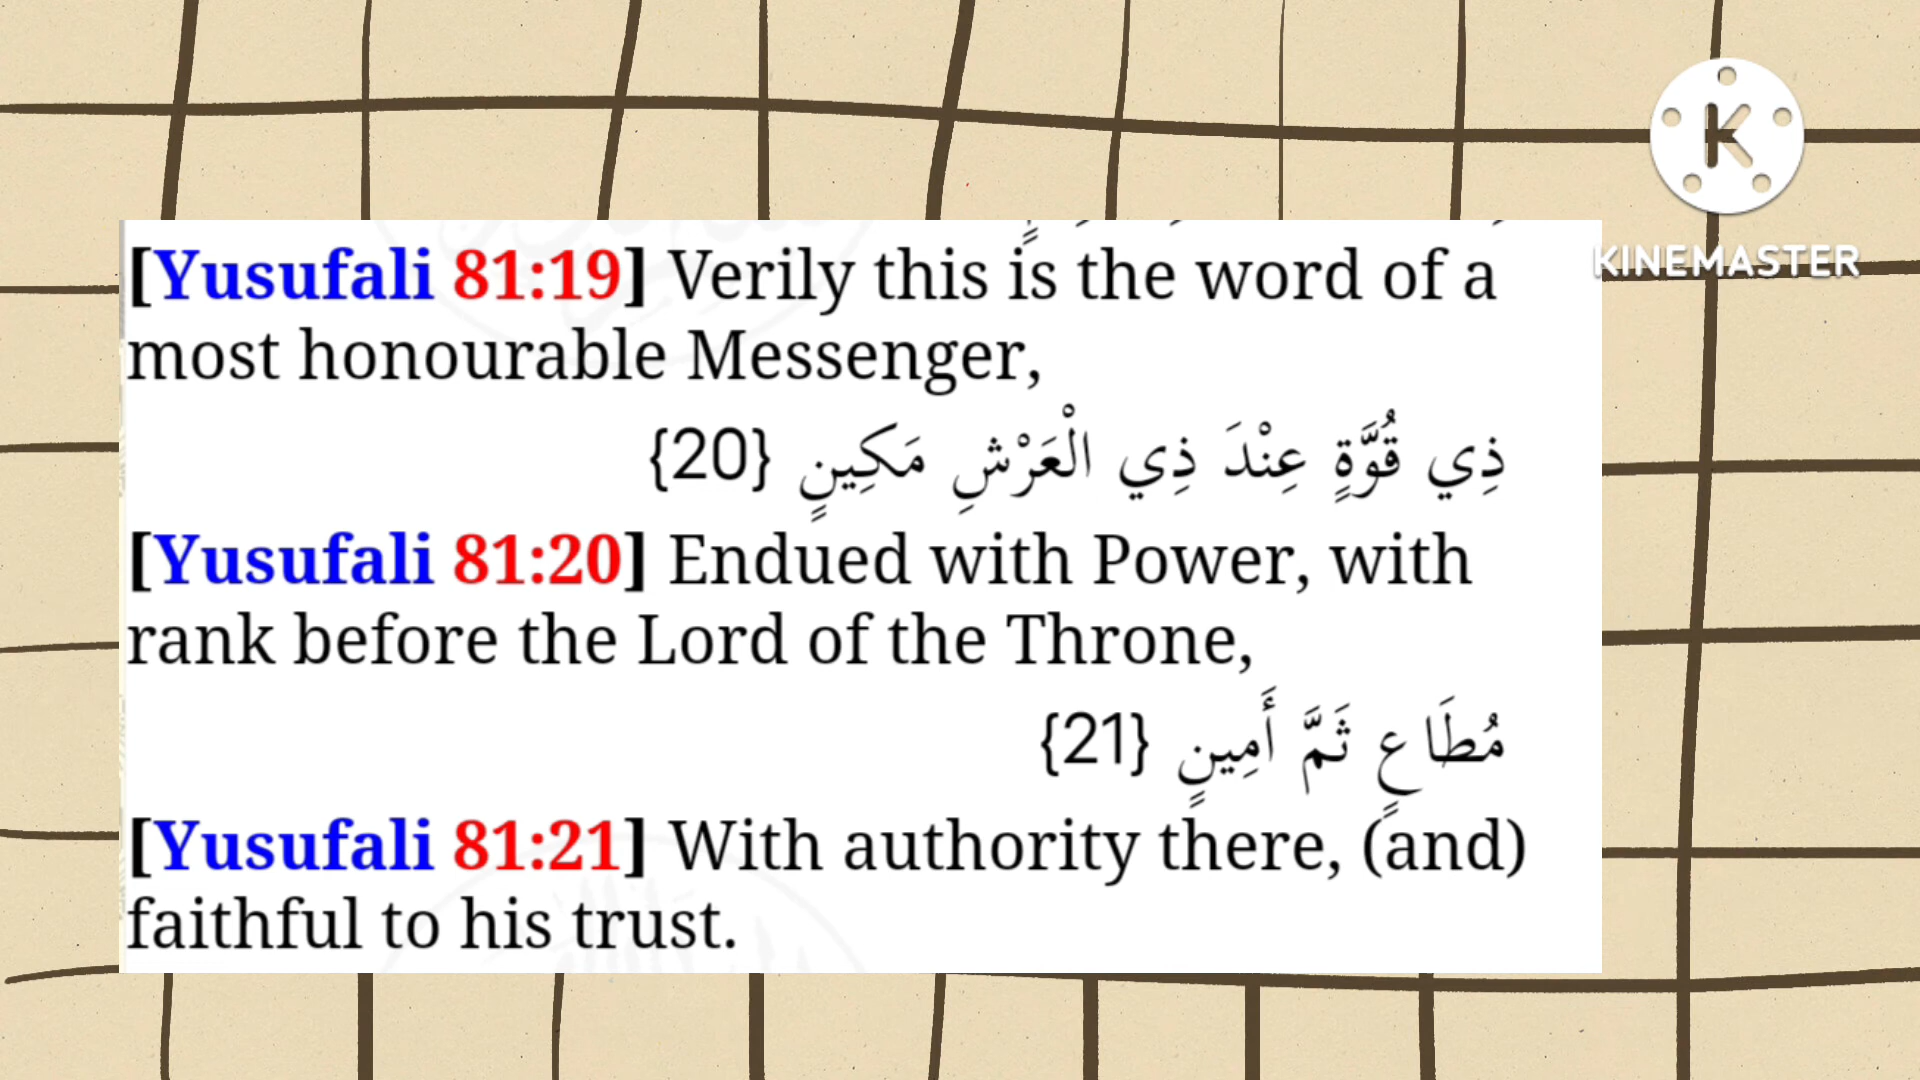 KINEMASTER
[Yusufali 81:19] Verily this is the word of a
most honourable Messenger,
ذِي قُوَّةٍ عِنْدَ ذِي الْعَرْشِ مَكِينٍ {20}
[Yusufali 81:20] Endued with Power, with
rank before the Lord of the Throne,
مُطَاعٍ ثَمَّ أَمِينٍ {21}
[Yusufali 81:21] With authority there, (and)
faithful to his trust.